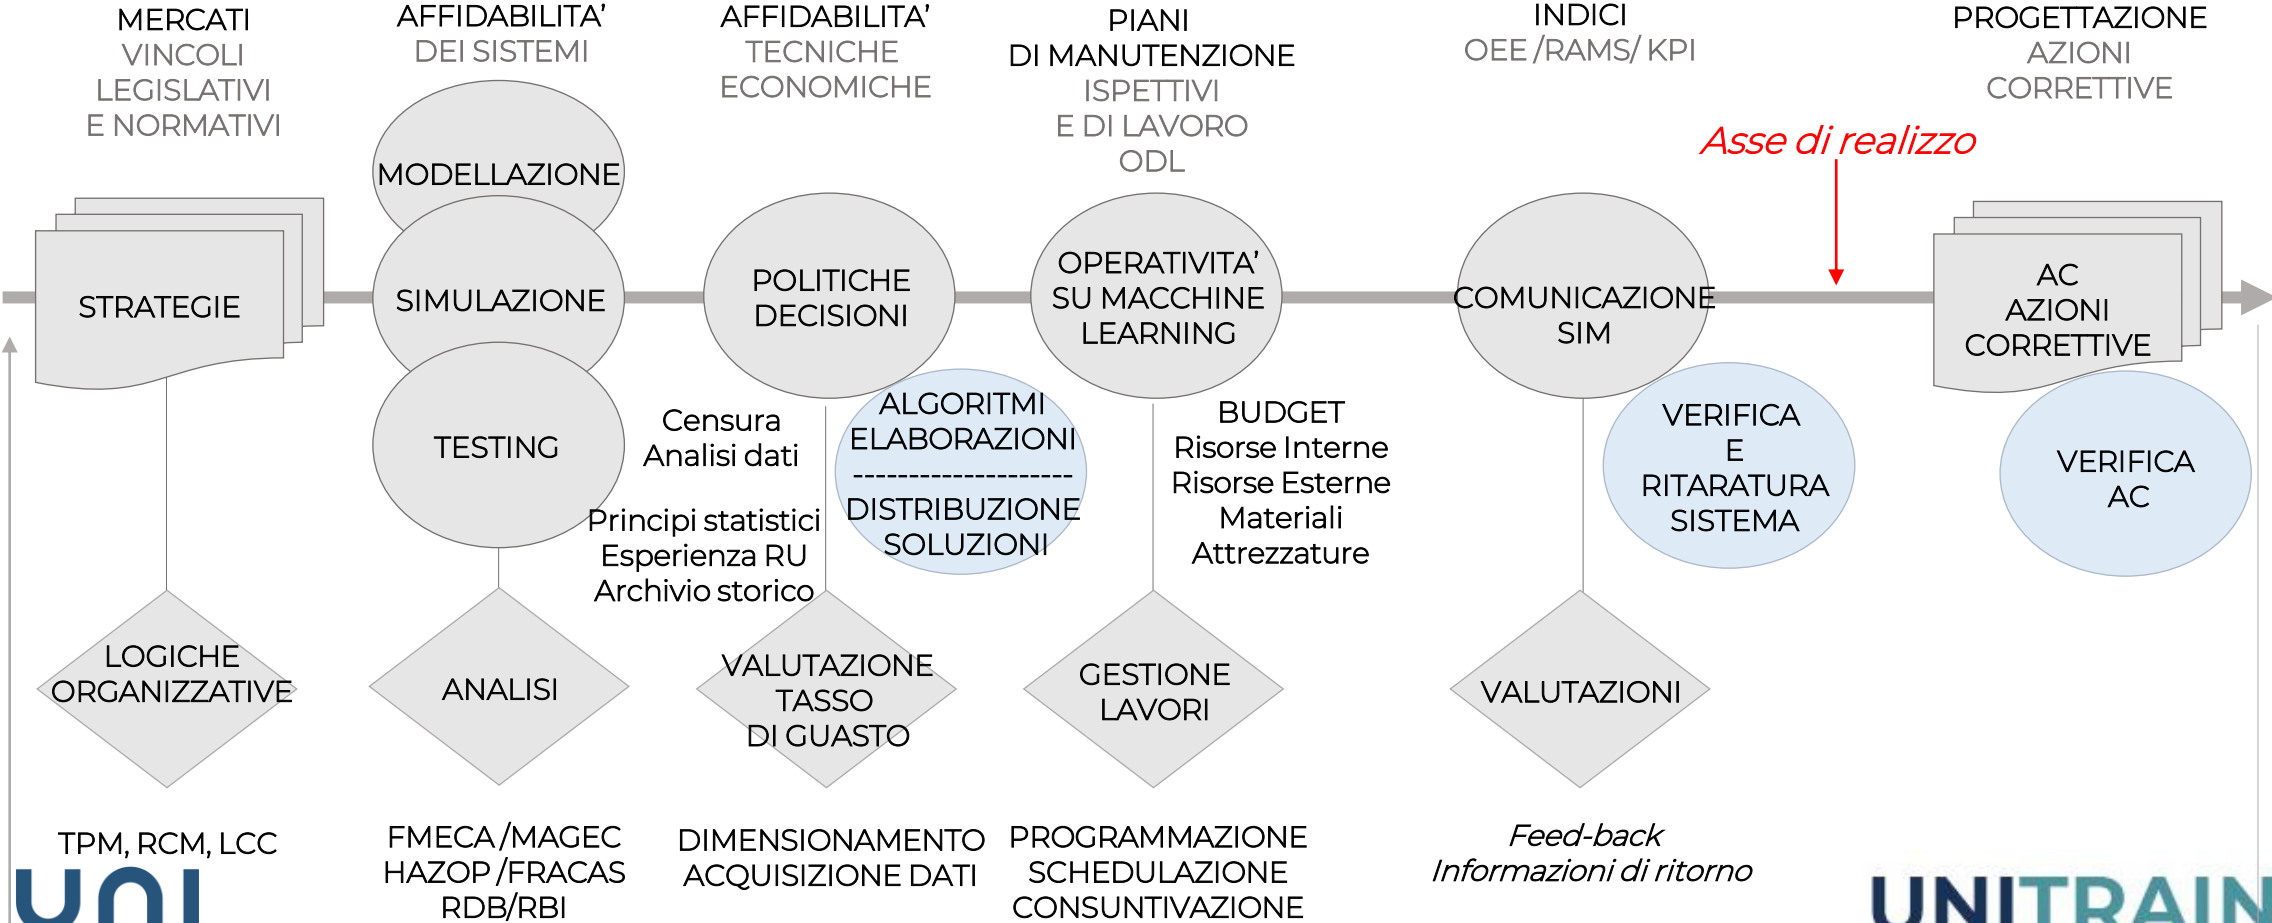 MERCATI
VINCOLI
LEGISLATIVI
E NORMATIVI
AFFIDABILITA’
DEI SISTEMI
AFFIDABILITA’
TECNICHE
ECONOMICHE
PIANI
DI MANUTENZIONE
ISPETTIVI
E DI LAVORO
ODL
INDICI
OEE /RAMS/ KPI
PROGETTAZIONE
AZIONI
CORRETTIVE
Asse di realizzo
STRATEGIE
MODELLAZIONE
SIMULAZIONE
TESTING
POLITICHE
DECISIONI
OPERATIVITA’
SU MACCHINE
LEARNING
COMUNICAZIONE
SIM
AC
AZIONI
CORRETTIVE
Censura
Analisi dati
Principi statistici
Esperienza RU
Archivio storico
ALGORITMI
ELABORAZIONI
--------------------
DISTRIBUZIONE
SOLUZIONI
BUDGET
Risorse Interne
Risorse Esterne
Materiali
Attrezzature
VERIFICA
E
RITARATURA
SISTEMA
VERIFICA
AC
LOGICHE
ORGANIZZATIVE
ANALISI
VALUTAZIONE
TASSO
DI GUASTO
GESTIONE
LAVORI
VALUTAZIONI
TPM, RCM, LCC
FMECA /MAGEC
HAZOP /FRACAS
RDB/RBI
DIMENSIONAMENTO
ACQUISIZIONE DATI
PROGRAMMAZIONE
SCHEDULAZIONE
CONSUNTIVAZIONE
Feed-back
Informazioni di ritorno
UNI
UNITRAIN